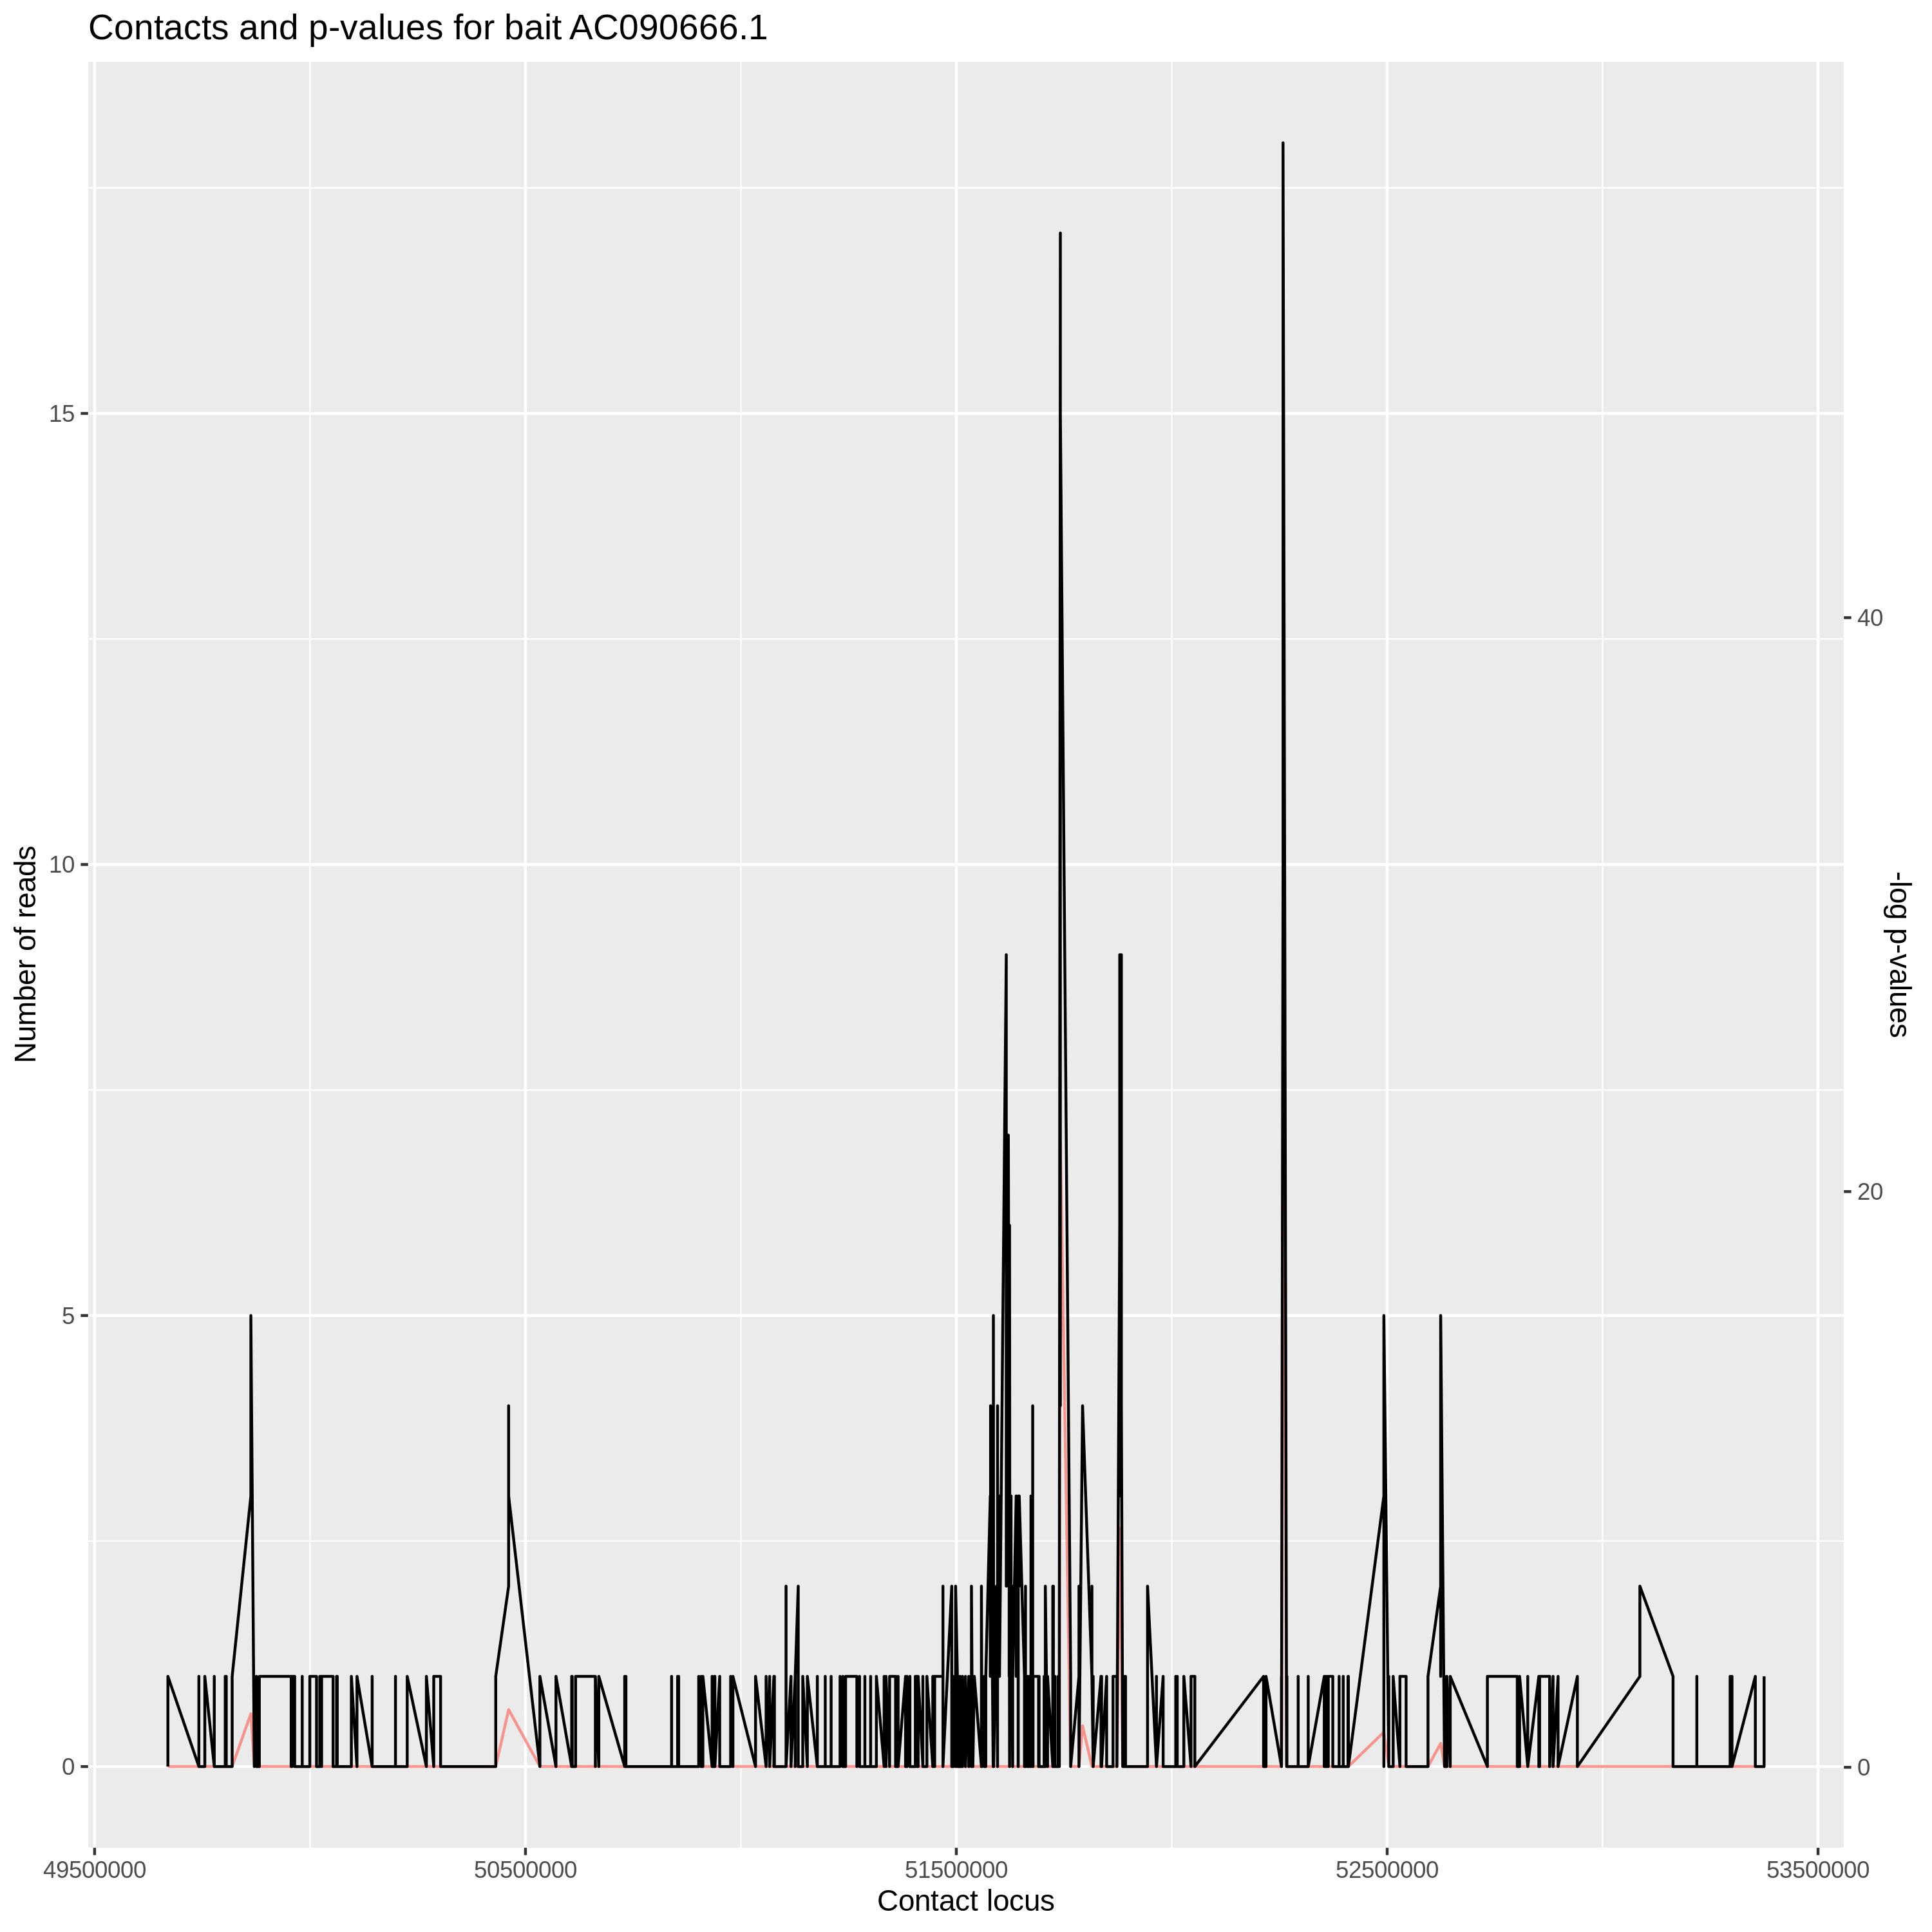 Contacts and p-values for bait AC090666.1
15
10
5
0
40
20
0
Number of reads
-log p-values
49500000 50500000 51500000 52500000 53500000
Contact locus